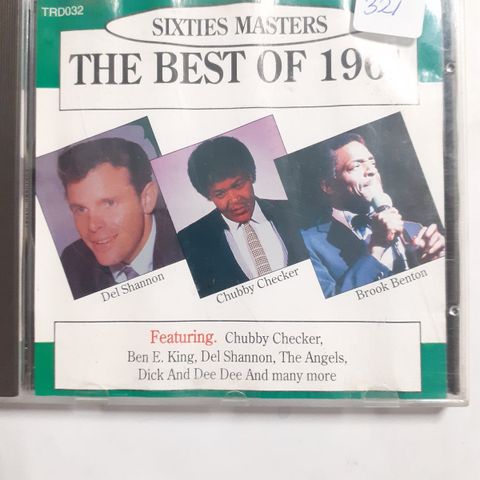 TRD032
321
SIXTIES MASTERS
THE BEST OF
Del Shannon
Chubby Checker
Brook Benton
Featuring. Chubby Checker,
Ben E. King, Del Shannon, The Angels,
Dick And Dee Dee And many more